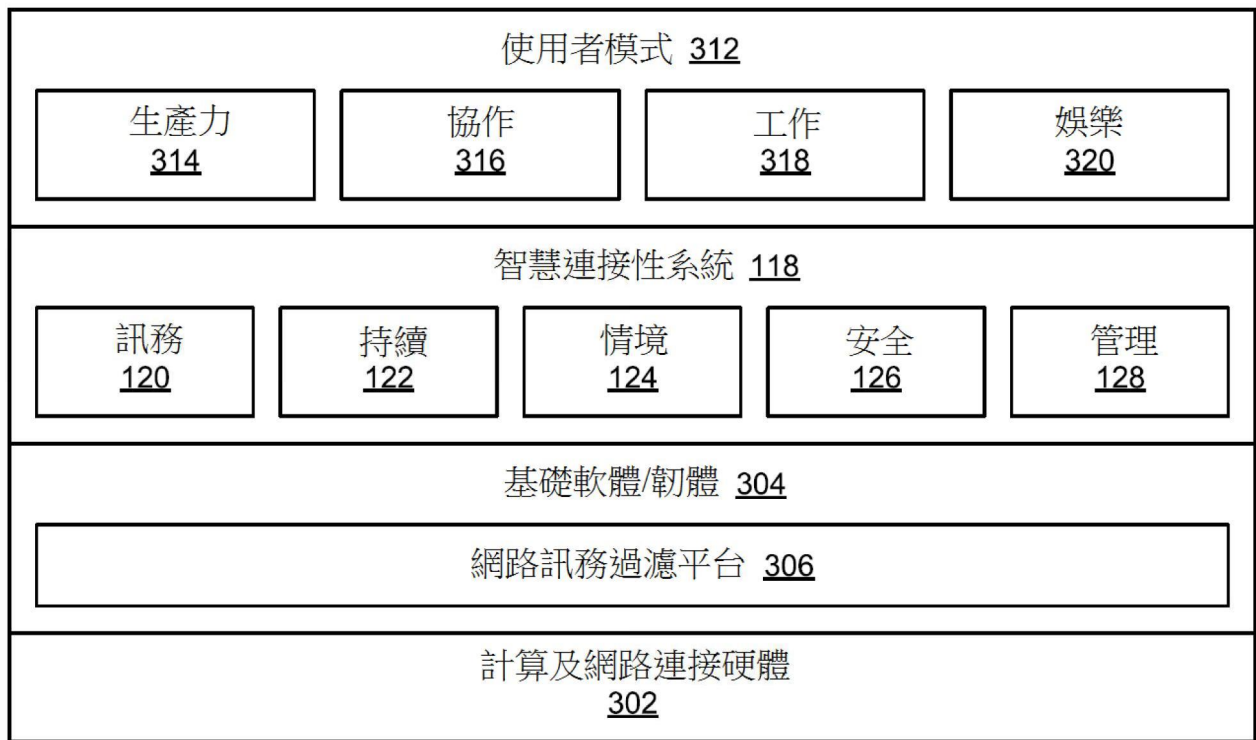 使用者模式 312
生產力
314
協作
316
工作
318
娛樂
320
智慧連接性系統 118
訊務
120
持續
122
情境
124
安全
126
管理
128
基礎軟體/韌體 304
網路訊務過濾平台 306
計算及網路連接硬體
302